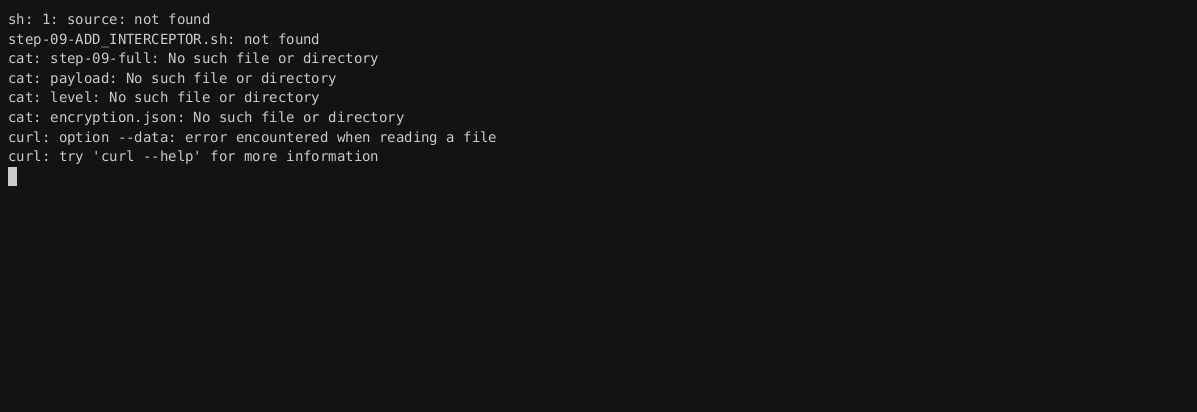 sh: 1: source: not found
step-09-ADD_INTERCEPTOR.sh: not found
cat: step-09-full: No such file or directory
cat: payload: No such file or directory
cat: level: No such file or directory
cat: encryption.json: No such file or directory
curl: option --data: error encountered when reading a file
curl: try 'curl --help' for more information